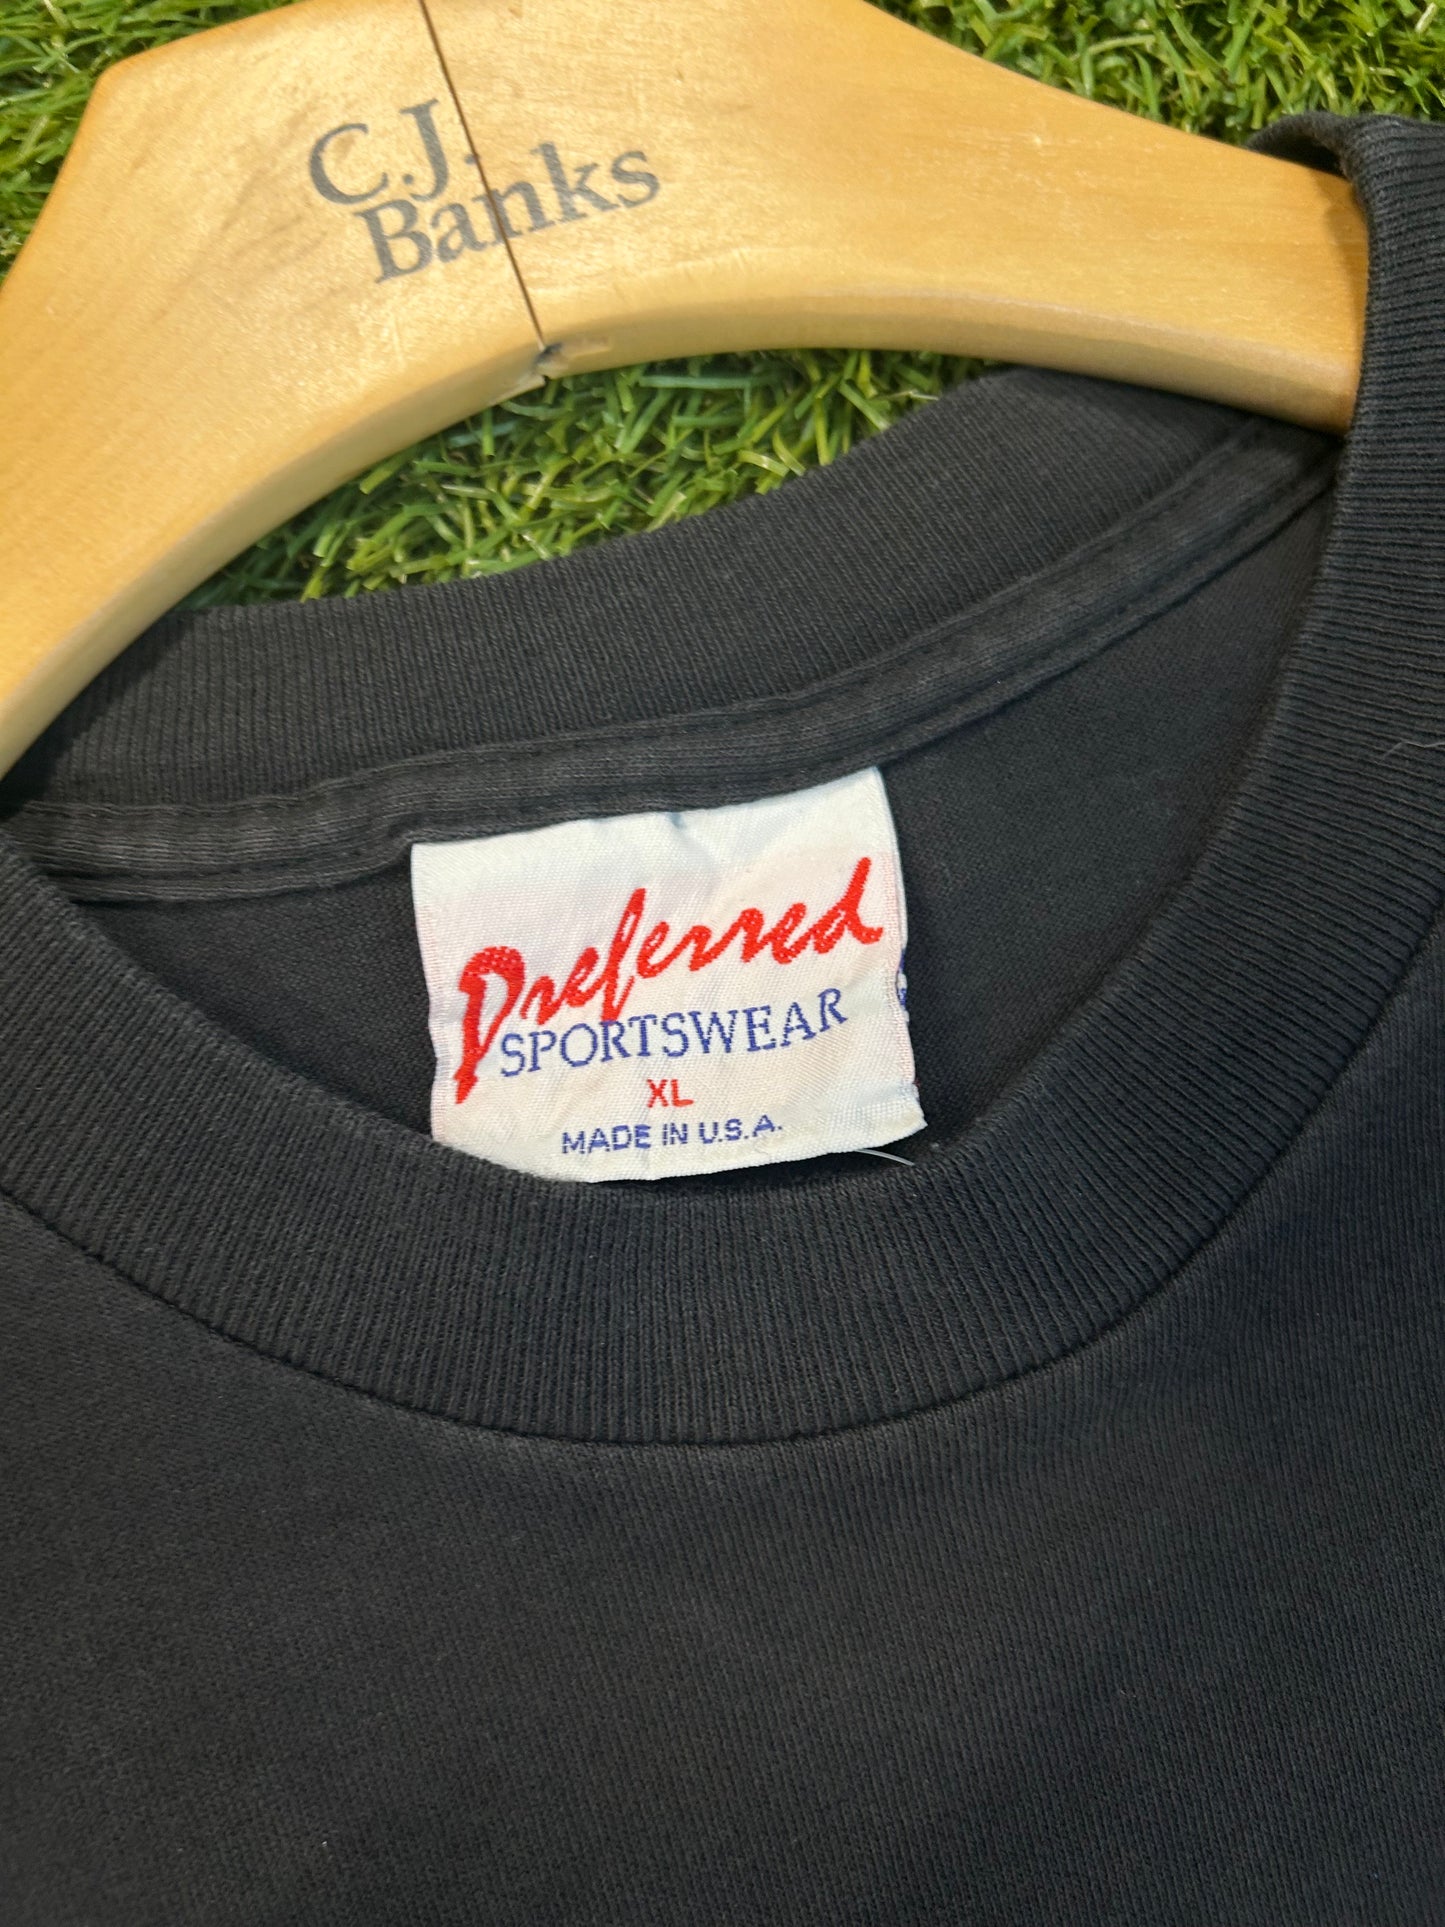 C.J.
Banks
Preferred
SPORTSWEAR
XL
MADE IN U.S.A.